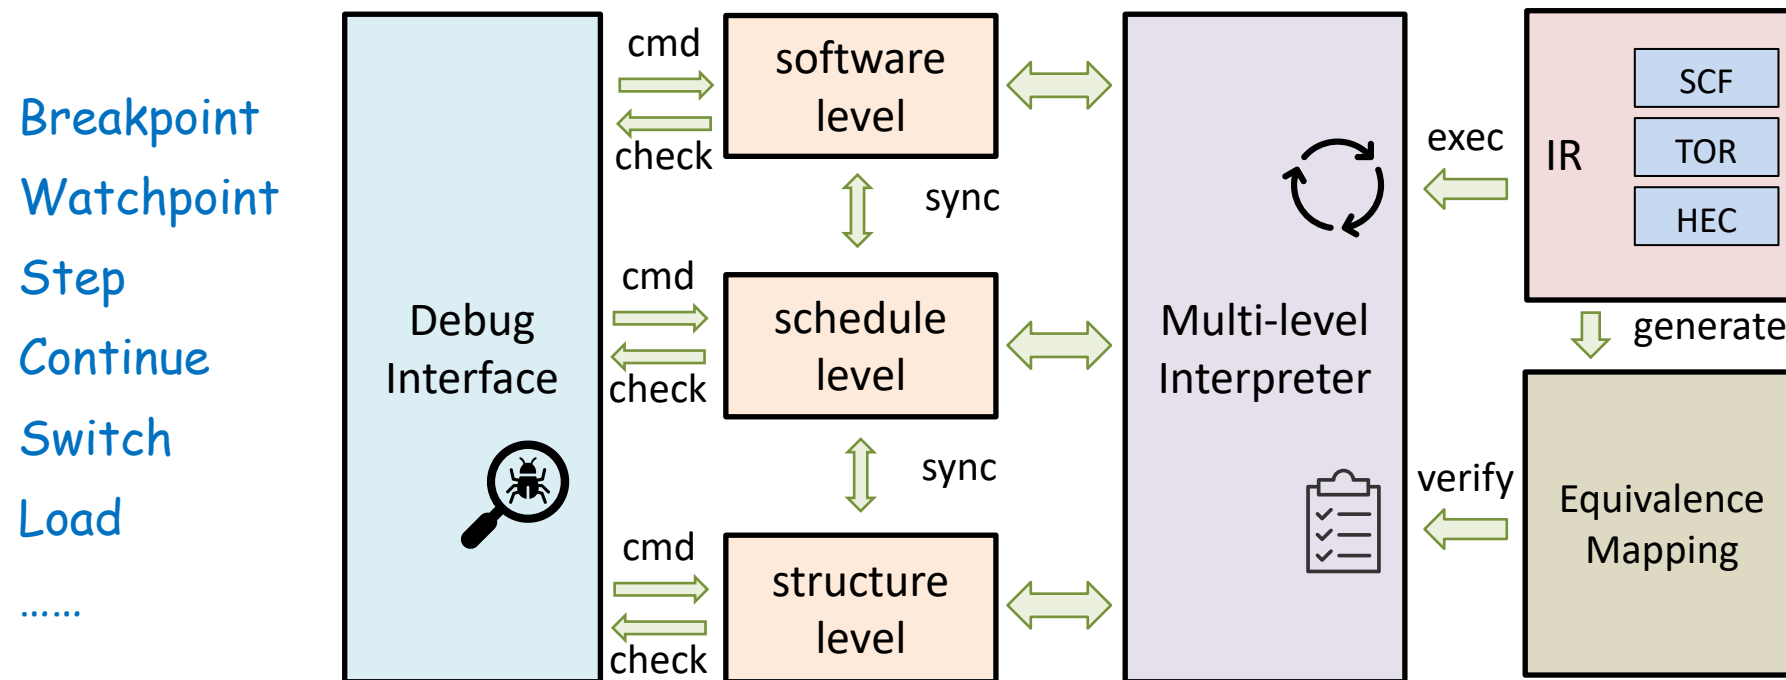 Breakpoint
Watchpoint
Step
Continue
Switch
Load
......
Debug
Interface
cmd
check
cmd
check
cmd
check
software
level
sync
schedule
level
sync
structure
level
Multi-level
Interpreter
exec
verify
IR
SCF
TOR
HEC
generate
Equivalence
Mapping